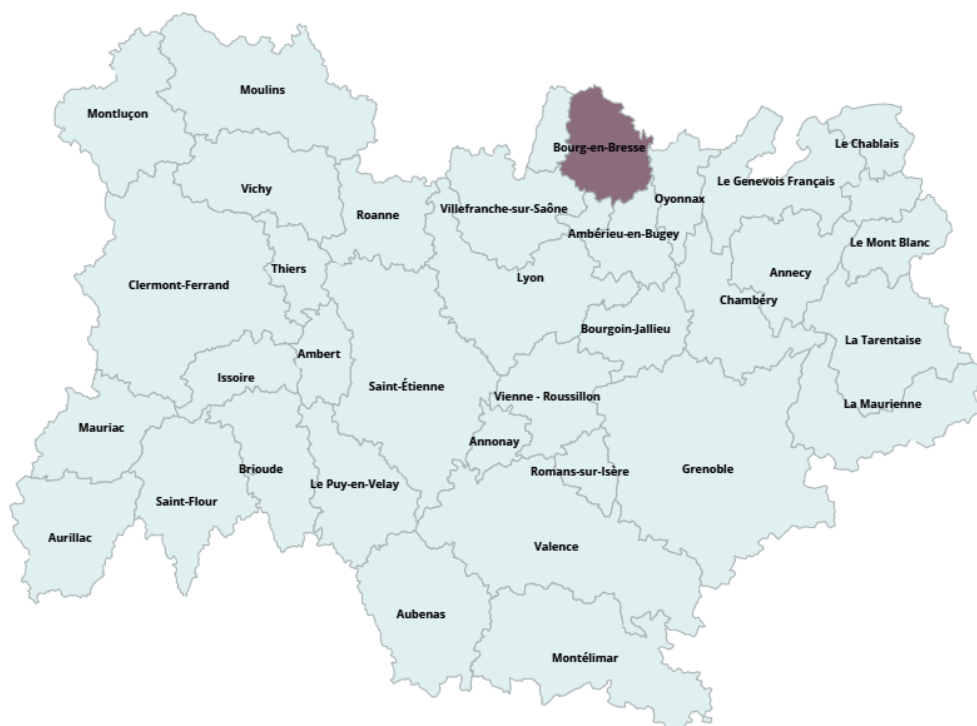 Moulins
Montluçon
Le Chablais
Bourg-en-Bresse
Le Genevois Français
Vichy
Oyonnax
Villefranche-sur-Saône
Roanne
Ambérieu-en-Bugey
Le Mont Blanc
Thiers
Annecy
Lyon
Clermont-Ferrand
Chambéry
Bourgoin-Jallieu
La Tarentaise
Ambert
Issoire
Saint-Étienne
Vienne - Roussillon
La Maurienne
Mauriac
Annonay
Brioude
Grenoble
Romans-sur-Isère
Le Puy-en-Velay
Saint-Flour
Aurillac
Valence
Aubenas
Montélimar